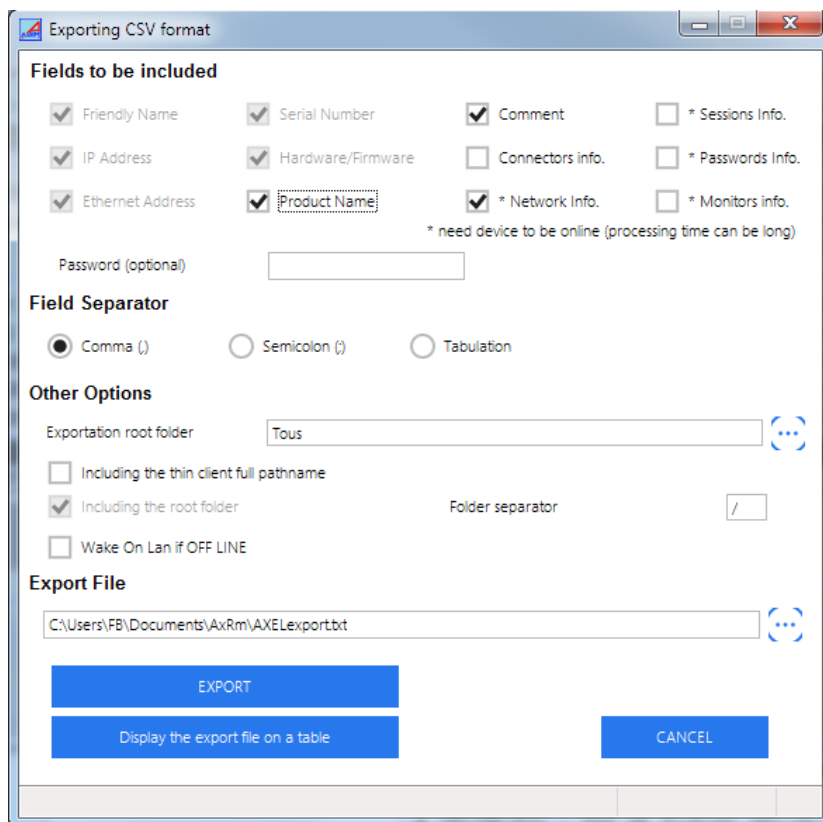 Exporting CSV format
Fields to be included
Friendly Name Serial Number Comment * Sessions Info.
IP Address Hardware/Firmware Connectors info. * Passwords Info.
Ethernet Address Product Name * Network Info. * Monitors info.
* need device to be online (processing time can be long)
Password (optional)
Field Separator
Comma (,) Semicolon (;) Tabulation
Other Options
Exportation root folder Tous ...
Including the thin client full pathname
Including the root folder Folder separator /
Wake On Lan if OFF LINE
Export File
C:\Users\FB\Documents\AxRm\AXELexport.txt ...
EXPORT
Display the export file on a table CANCEL